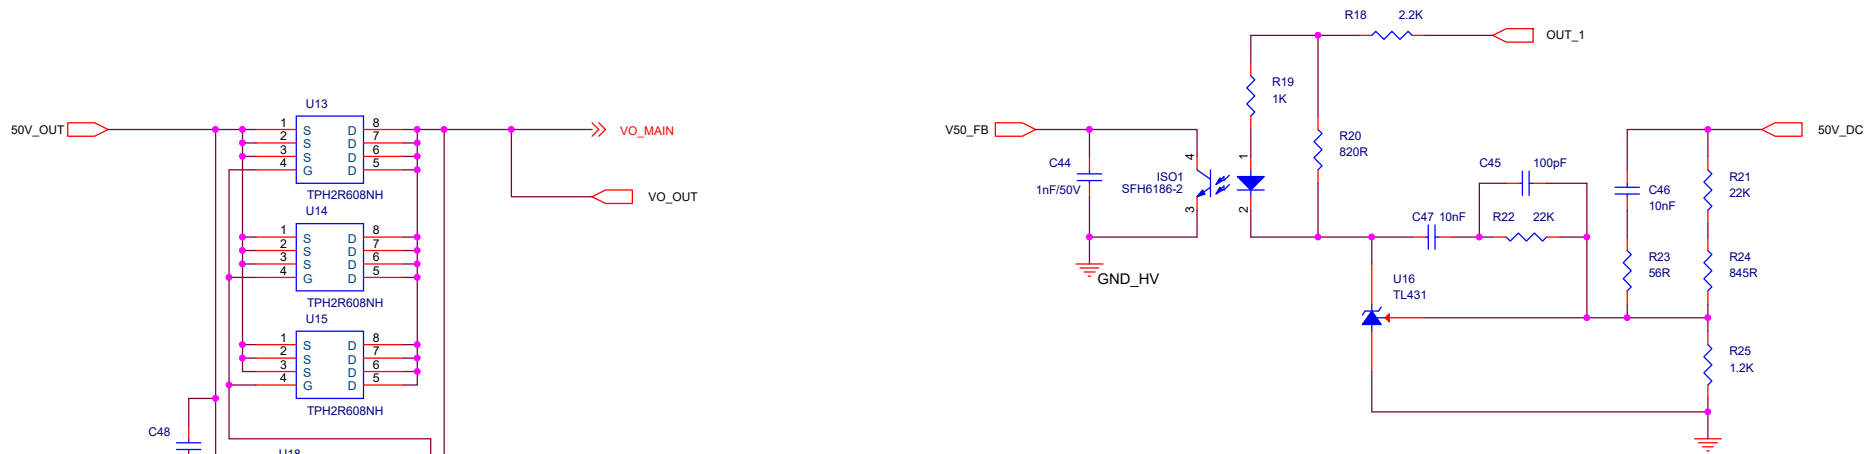 R18 2.2K
OUT_1
R19
1K
U13
50V_OUT
1 S D 8
2 S D 7
3 S D 6
4 G D 5
TPH2R608NH
VO_MAIN
VO_OUT
U14
1 S D 8
2 S D 7
3 S D 6
4 G D 5
TPH2R608NH
U15
1 S D 8
2 S D 7
3 S D 6
4 G D 5
TPH2R608NH
C48
U18
V50_FB
C44
1nF/50V
GND_HV
4
3
ISO1
SFH6186-2
1
2
R20
820R
C45 100pF
C47 10nF
R22 22K
C46
10nF
R21
22K
50V_DC
R23
56R
R24
845R
U16
TL431
R25
1.2K